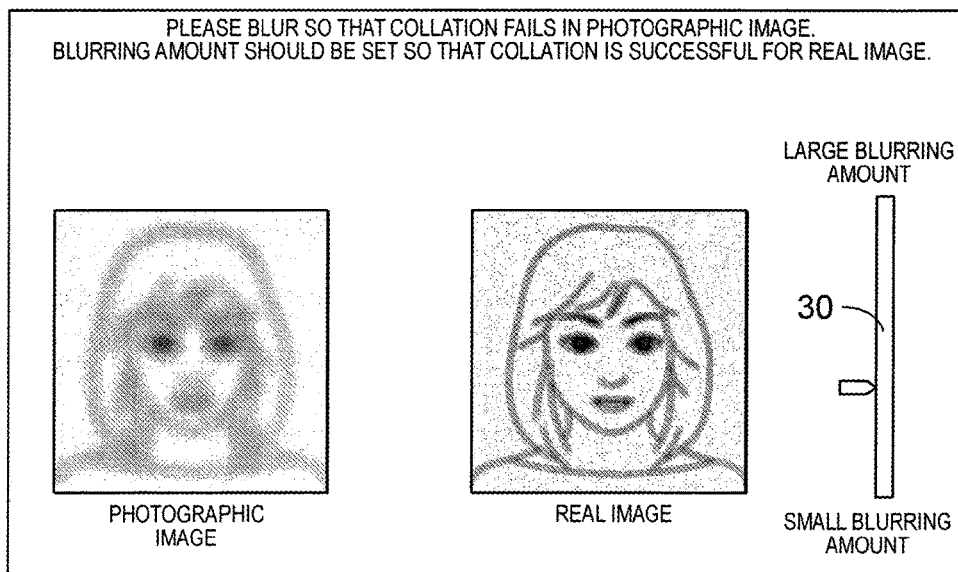 PLEASE BLUR SO THAT COLLATION FAILS IN PHOTOGRAPHIC IMAGE.
BLURRING AMOUNT SHOULD BE SET SO THAT COLLATION IS SUCCESSFUL FOR REAL IMAGE.
LARGE BLURRING
AMOUNT
30
PHOTOGRAPHIC
IMAGE
REAL IMAGE
SMALL BLURRING
AMOUNT